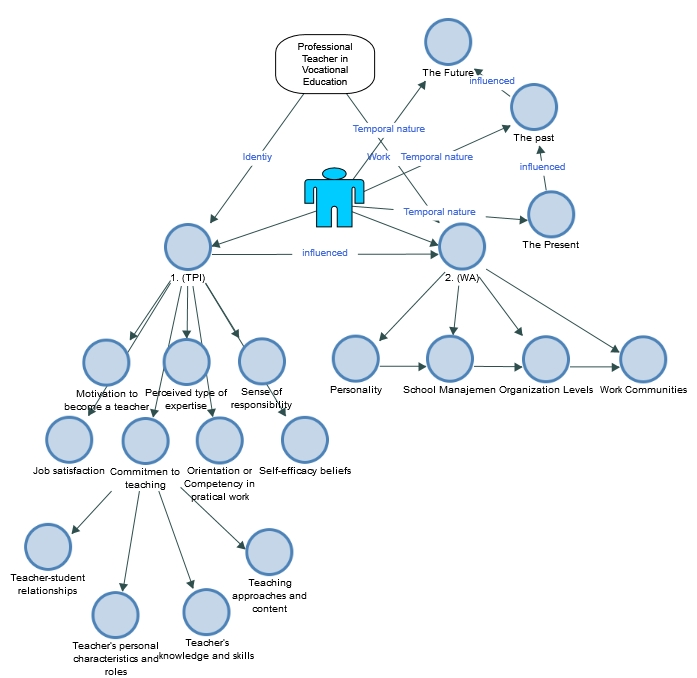 Professional
Teacher in
Vocational
Education
The Future
influenced
The past
Temporal nature
Identiy
Work
Temporal nature
influenced
Temporal nature
The Present
influenced
1. (TPI)
2. (WA)
Motivation to
become a teacher
Perceived type of
expertise
Sense of
responsibility
Personality
School Manajemen
Organization Levels
Work Communities
Job satisfaction
Commitmen to
teaching
Orientation or
Competency in
pratical work
Self-efficacy beliefs
Teacher-student
relationships
Teaching
approaches and
content
Teacher's personal
characteristics and
roles
Teacher's
knowledge and skills